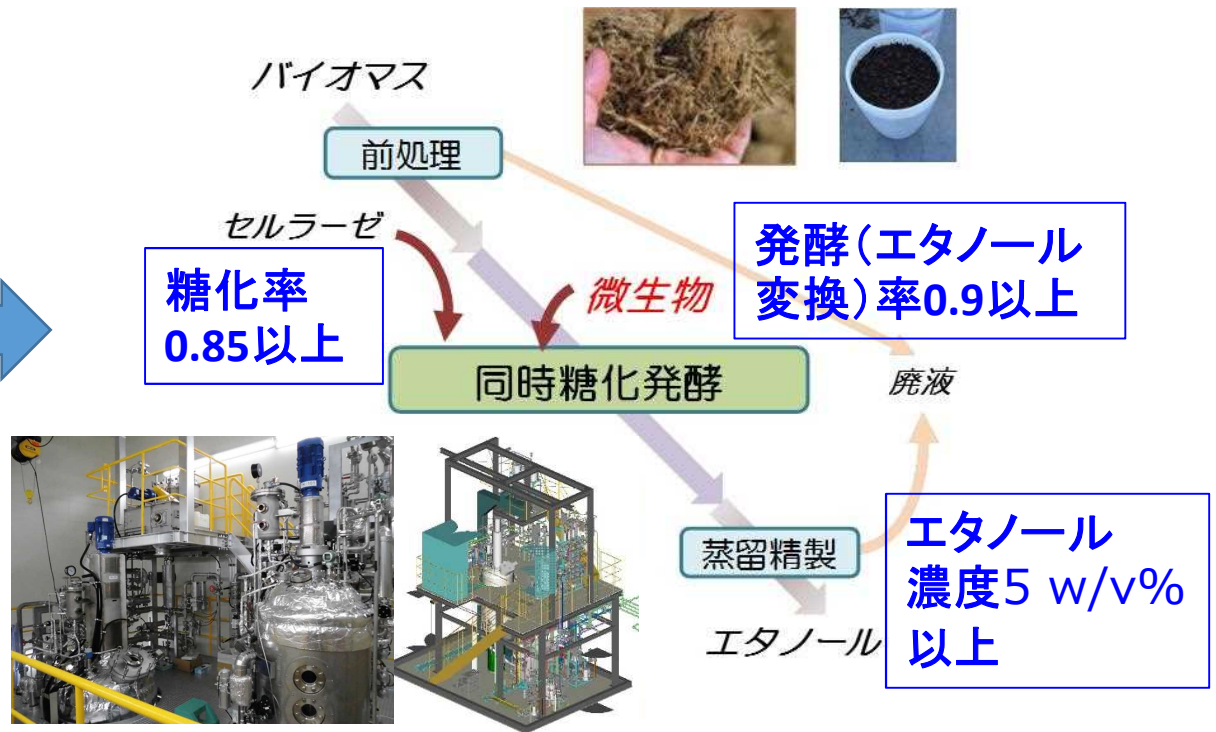 バイオマス
前処理
セルラーゼ
糖化率
0.85以上
微生物
発酵(エタノール
変換)率0.9以上
同時糖化発酵
廃液
蒸留精製
エタノール
エタノール
濃度5 w/v%
以上